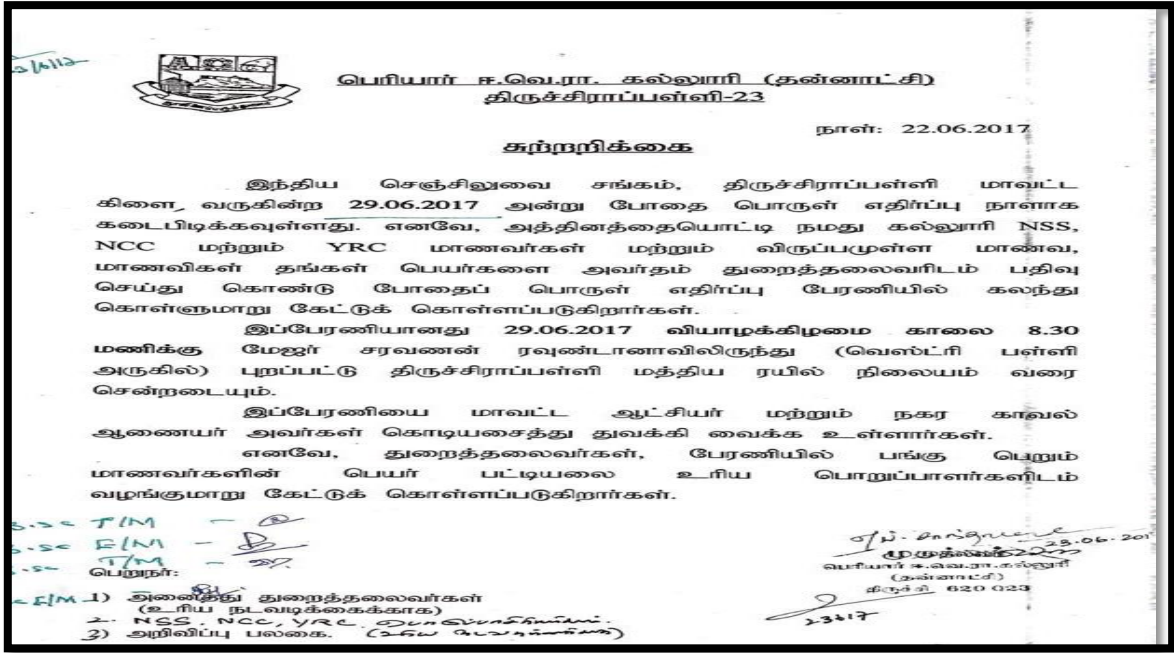 பெரியார் ஈ.வெ.ரா. கல்லூரி (தன்னாட்சி)
திருச்சிராப்பள்ளி-23
நாள்: 22.06.2017
சுற்றறிக்கை
இந்திய செஞ்சிலுவை சங்கம், திருச்சிராப்பள்ளி மாவட்ட
கிளை, வருகின்ற 29.06.2017 அன்று போதை பொருள் எதிர்ப்பு நாளாக
கடைபிடிக்கவுள்ளது. எனவே, அத்தினத்தையொட்டி நமது கல்லூரி NSS,
NCC மற்றும் YRC மாணவர்கள் மற்றும் விருப்பமுள்ள மாணவ,
மாணவிகள் தங்கள் பெயர்களை அவர்தம் துறைத்தலைவரிடம் பதிவு
செய்து கொண்டு போதைப் பொருள் எதிர்ப்பு பேரணியில் கலந்து
கொள்ளுமாறு கேட்டுக் கொள்ளப்படுகிறார்கள்.
இப்பேரணியானது 29.06.2017 வியாழக்கிழமை காலை 8.30
மணிக்கு மேஜர் சரவணன் ரவுண்டானாவிலிருந்து (வெஸ்ட்ரி பள்ளி
அருகில்) புறப்பட்டு திருச்சிராப்பள்ளி மத்திய ரயில் நிலையம் வரை
சென்றடையும்.
இப்பேரணியை மாவட்ட ஆட்சியர் மற்றும் நகர காவல்
ஆணையர் அவர்கள் கொடியசைத்து துவக்கி வைக்க உள்ளார்கள்.
எனவே, துறைத்தலைவர்கள், பேரணியில் பங்கு பெறும்
மாணவர்களின் பெயர் பட்டியலை உரிய பொறுப்பாளர்களிடம்
வழங்குமாறு கேட்டுக் கொள்ளப்படுகிறார்கள்.
T/M
E/M
T/M
23.06.201
பெரியார் ஈ.வெ.ரா.கல்லூரி
(தன்னாட்சி)
திருச்சி 620 023
23617
பெறுநர்:
E/M 1) அனைத்து துறைத்தலைவர்கள்
(உரிய நடவடிக்கைக்காக)
2. NSS, NCC, YRC
3) அறிவிப்பு பலகை.